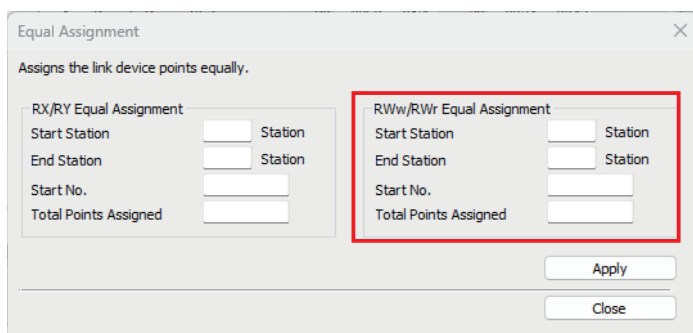 Equal Assignment
Assigns the link device points equally.
RX/RY Equal Assignment
Start Station Station
End Station Station
Start No.
Total Points Assigned
RWw/RWr Equal Assignment
Start Station Station
End Station Station
Start No.
Total Points Assigned
Apply
Close